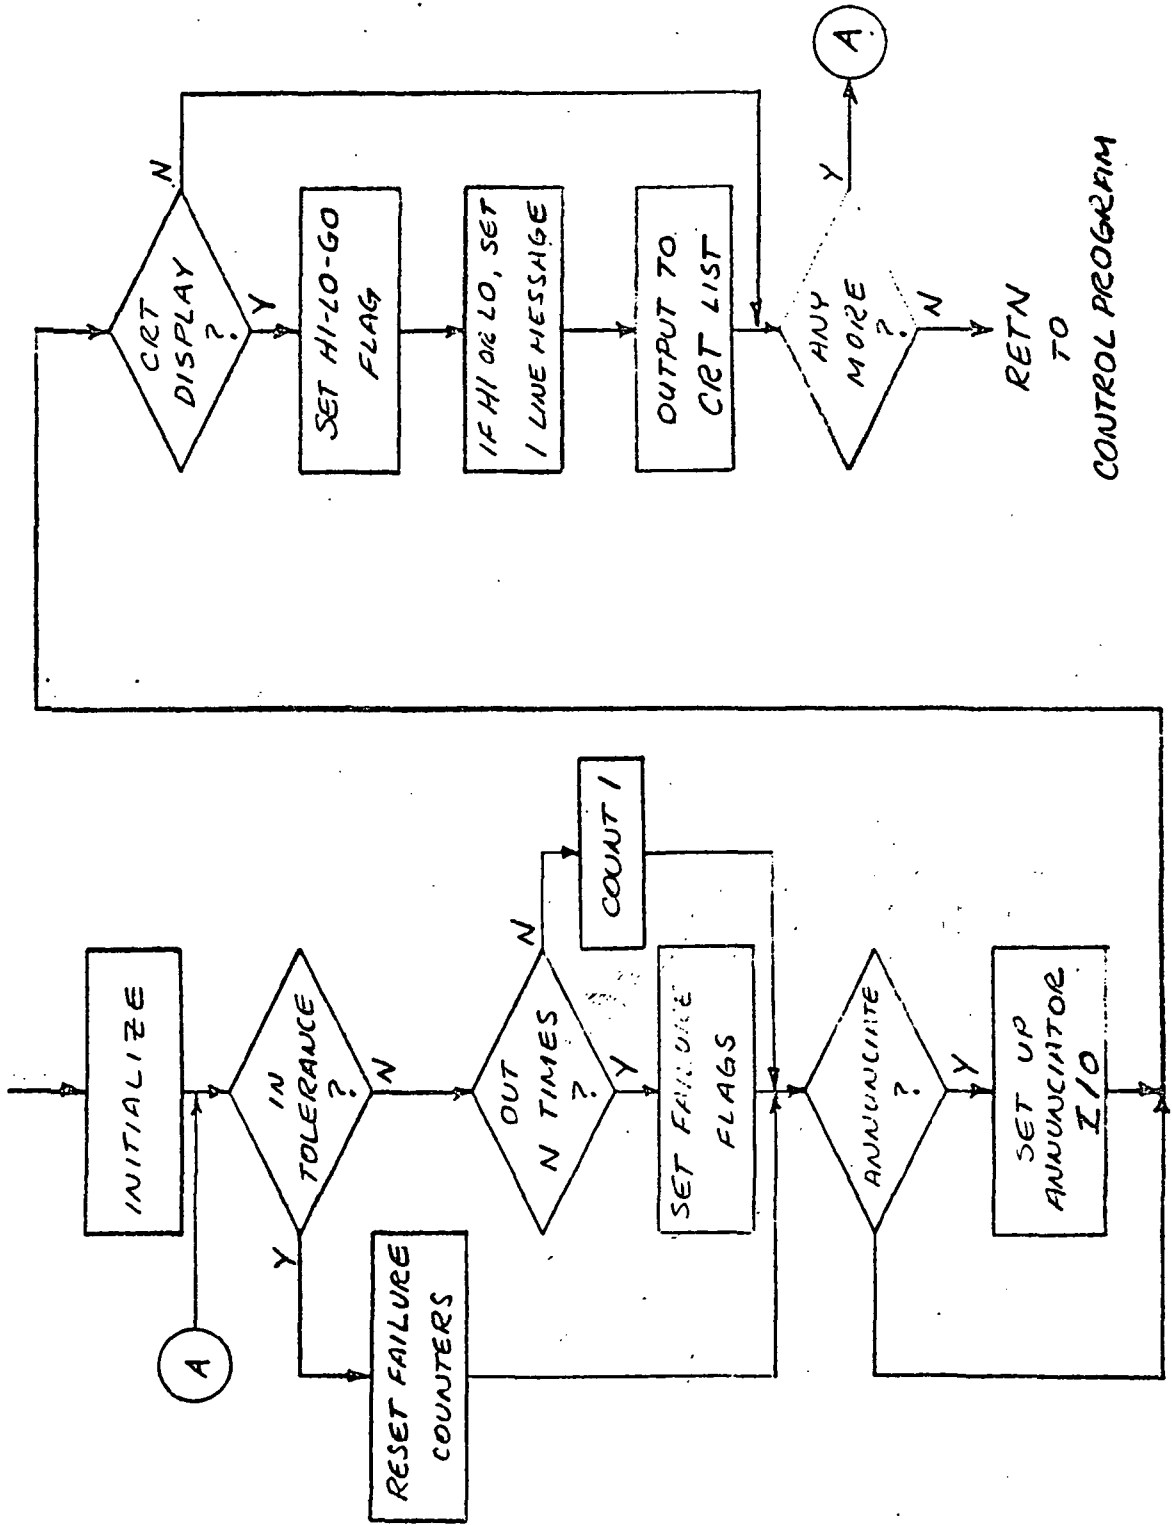 INITIALIZE
A
IN
TOLERANCE
?
Y
N
RESET FAILURE
COUNTERS
OUT
N TIMES
?
N
Y
COUNT 1
SET FAILURE
FLAGS
ANNUNCIATE
?
Y
SET UP
ANNUNCIATOR
I/O
CRT
DISPLAY
?
N
Y
SET HI-LO-GO
FLAG
IF HI OR LO, SET
1 LINE MESSAGE
OUTPUT TO
CRT LIST
ANY
MORE
?
Y
A
N
RETN
TO
CONTROL PROGRAM